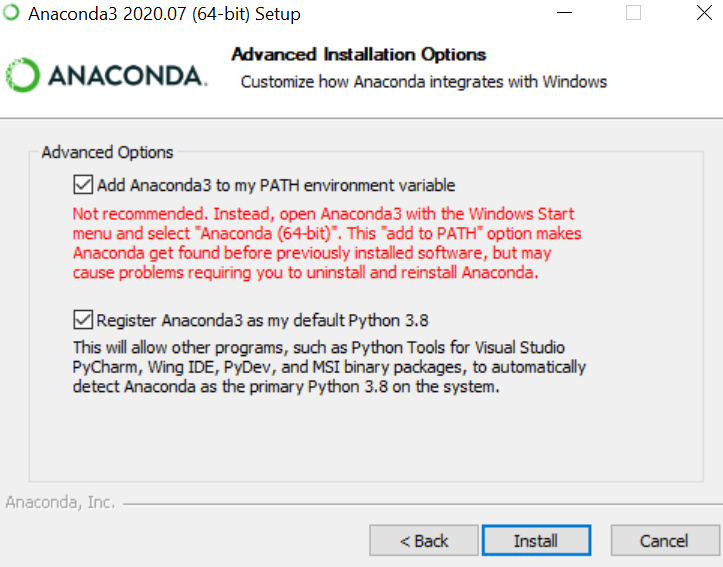 Anaconda3 2020.07 (64-bit) Setup
ANACONDA.
Advanced Installation Options
Customize how Anaconda integrates with Windows
Advanced Options
Add Anaconda3 to my PATH environment variable
Not recommended. Instead, open Anaconda3 with the Windows Start
menu and select "Anaconda (64-bit)". This "add to PATH" option makes
Anaconda get found before previously installed software, but may
cause problems requiring you to uninstall and reinstall Anaconda.
Register Anaconda3 as my default Python 3.8
This will allow other programs, such as Python Tools for Visual Studio
PyCharm, Wing IDE, PyDev, and MSI binary packages, to automatically
detect Anaconda as the primary Python 3.8 on the system.
Anaconda, Inc.
< Back
Install
Cancel